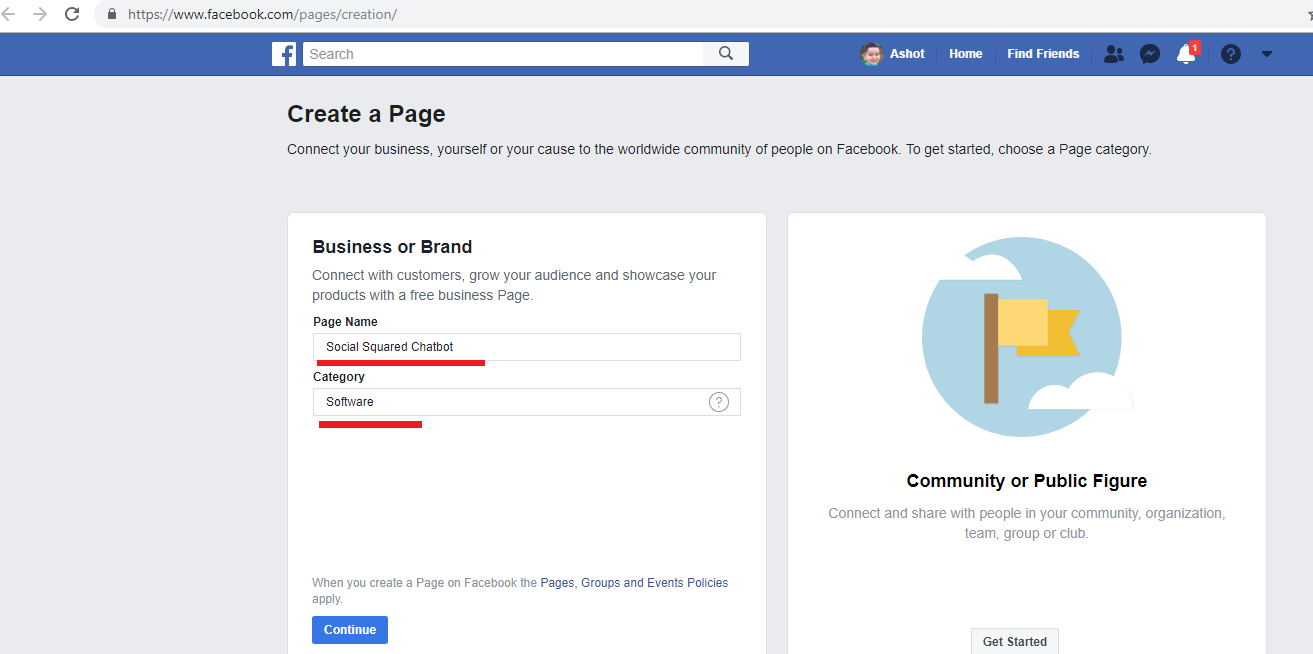 https://www.facebook.com/pages/creation/
f Search Ashot Home Find Friends 1 ?
Create a Page
Connect your business, yourself or your cause to the worldwide community of people on Facebook. To get started, choose a Page category.
Business or Brand
Connect with customers, grow your audience and showcase your
products with a free business Page.
Page Name
Social Squared Chatbot
Category
Software ?
When you create a Page on Facebook the Pages, Groups and Events Policies
apply.
Continue
Community or Public Figure
Connect and share with people in your community, organization,
team, group or club.
Get Started